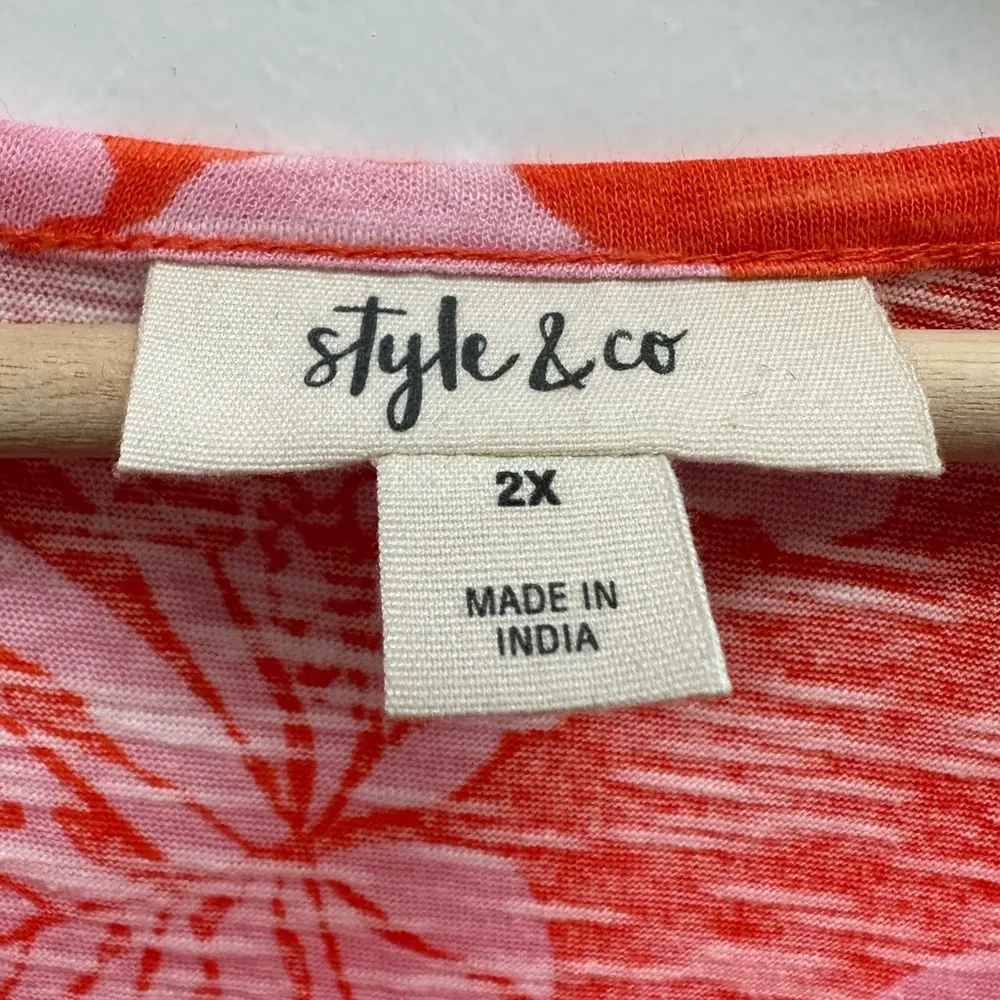 style & co
2X
MADE IN
INDIA